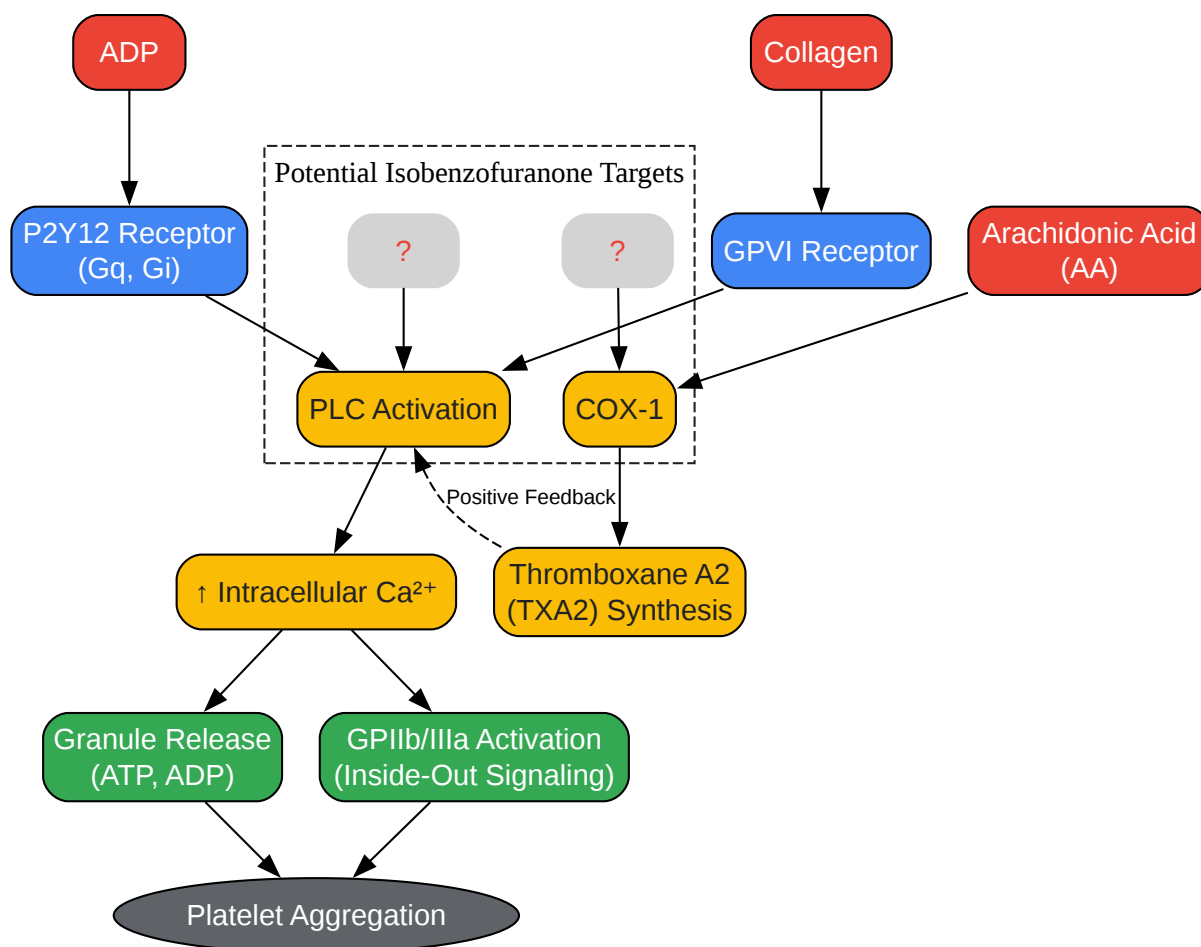 ADP
Collagen
Potential Isobenzofuranone Targets
P2Y12 Receptor
(Gq, Gi)
?
?
GPVI Receptor
Arachidonic Acid
(AA)
PLC Activation
COX-1
Positive Feedback
↑ Intracellular Ca²⁺
Thromboxane A2
(TXA2) Synthesis
Granule Release
(ATP, ADP)
GPIIb/IIIa Activation
(Inside-Out Signaling)
Platelet Aggregation